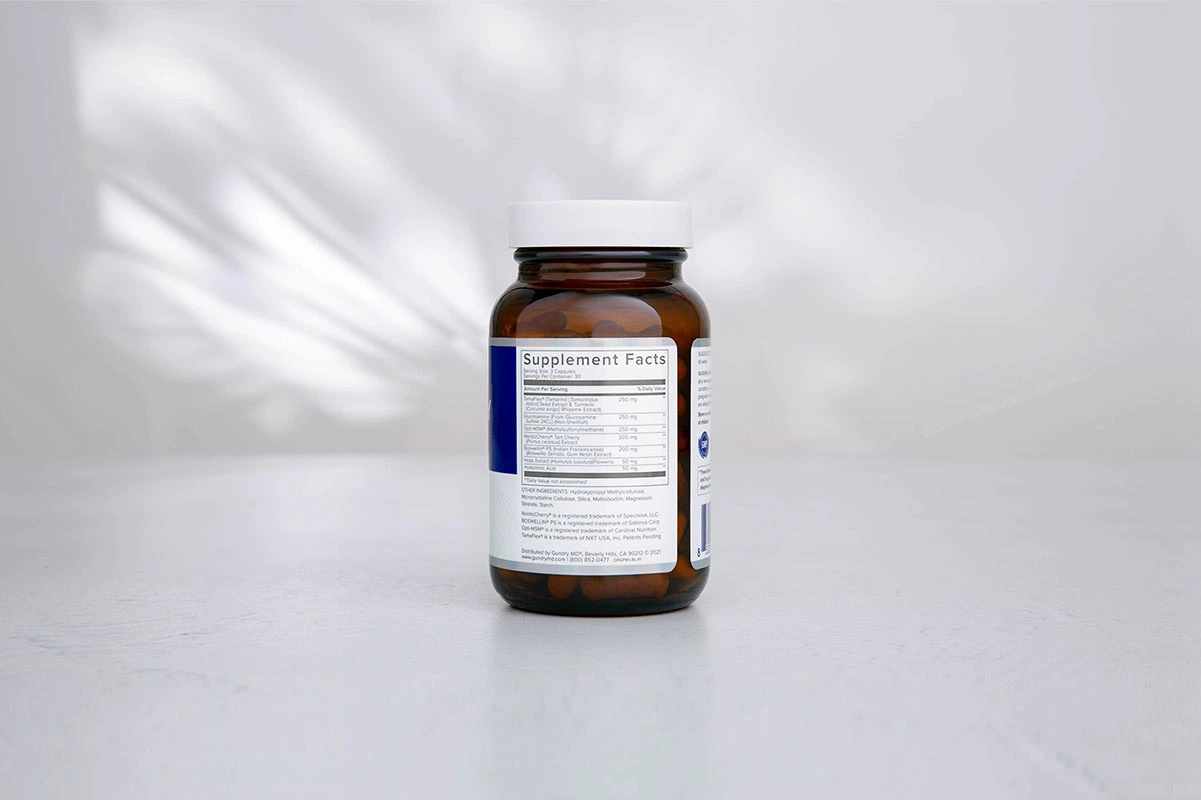 Supplement Facts
Serving Size: 3 Capsules
Servings Per Container: 30
Amount Per Serving % Daily Value
TamaFlex® (Tamarind [Tamarindus 250 mg **
indica] Seed Extract & Turmeric
[Curcuma longa] Rhizome Extract)
Glucosamine (From Glucosamine 250 mg **
Sulfate 2KCL) (Non-Shellfish)
Opti-MSM® (Methylsulfonylmethane) 250 mg **
NordicCherry® Tart Cherry 200 mg **
(Prunus cerasus) Extract
Boswellin® PS (Indian Frankincense) 200 mg **
(Boswellia Serrata, Gum Resin Extract)
Hops Extract (Humulus lupulus)(Flowers) 50 mg **
Hyaluronic Acid 50 mg **
**Daily Value not established
OTHER INGREDIENTS: Hydroxypropyl Methylcellulose,
Microcrystalline Cellulose, Silica, Maltodextrin, Magnesium
Stearate, Starch.
NordicCherry® is a registered trademark of Specnova, LLC.
BOSWELLIN® PS is a registered trademark of Sabinsa Corp
Opti-MSM® is a registered trademark of Cardinal Nutrition
TamaFlex® is a trademark of NXT USA, Inc. Patents Pending
Distributed by Gundry MD®, Beverly Hills, CA 90212 © 2021
www.gundrymd.com | (800) 852-0477
GMP
8